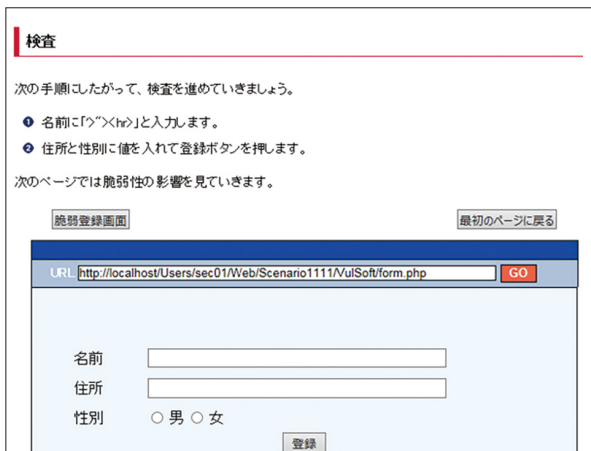 検査
次の手順にしたがって、検査を進めていきましょう。
❶ 名前に「>"><hr>」と入力します。
❷ 住所と性別に値を入れて登録ボタンを押します。
次のページでは脆弱性の影響を見ていきます。
脆弱登録画面 最初のページに戻る
URL http://localhost/Users/sec01/Web/Scenario1111/VulSoft/form.php GO
名前
住所
性別 ○ 男 ○ 女
登録